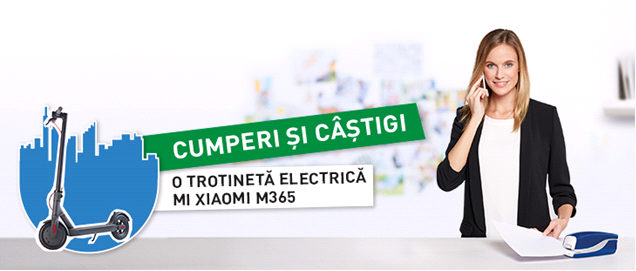 CUMPERI ȘI CÂȘTIGI
O TROTINETĂ ELECTRICĂ
MI XIAOMI M365